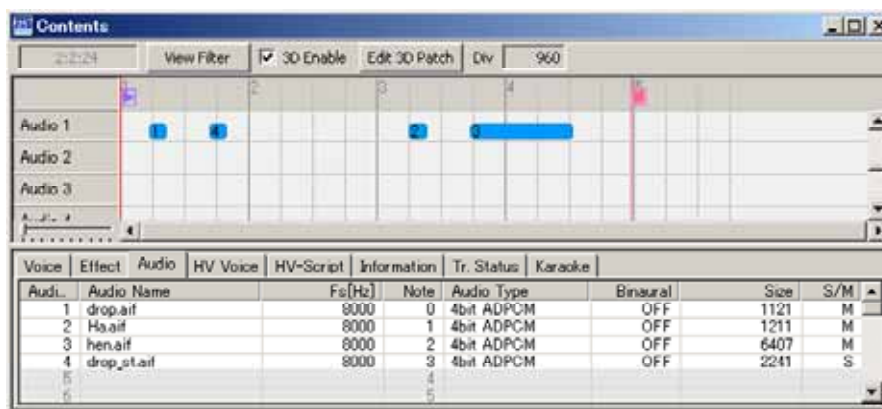 Contents
2:2:24 View Filter 3D Enable Edit 3D Patch Div 960
2 3 4
Audio 1 1 4 2 3
Audio 2
Audio 3
Voice Effect Audio HV Voice HV-Script Information Tr. Status Karaoke
Audi.. Audio Name Fs[Hz] Note Audio Type Binaural Size S/M
1 drop.aif 8000 0 4bit ADPCM OFF 1121 M
2 Ha.aif 8000 1 4bit ADPCM OFF 1211 M
3 hen.aif 8000 2 4bit ADPCM OFF 6407 M
4 drop_st.aif 8000 3 4bit ADPCM OFF 2241 S
5 4
6 5